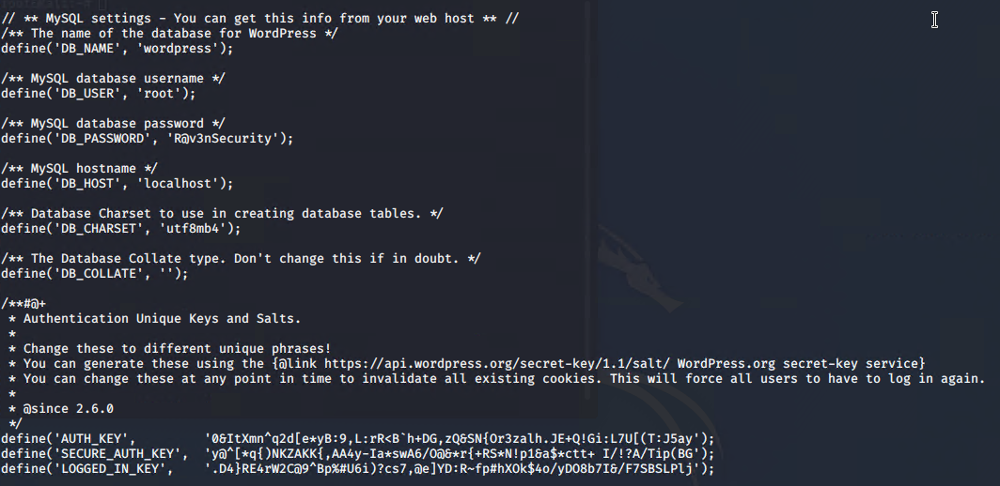 // ** MySQL settings - You can get this info from your web host ** //
/** The name of the database for WordPress */
define('DB_NAME', 'wordpress');
/** MySQL database username */
define('DB_USER', 'root');
/** MySQL database password */
define('DB_PASSWORD', 'R@v3nSecurity');
/** MySQL hostname */
define('DB_HOST', 'localhost');
/** Database Charset to use in creating database tables. */
define('DB_CHARSET', 'utf8mb4');
/** The Database Collate type. Don't change this if in doubt. */
define('DB_COLLATE', '');
/**#@+
 * Authentication Unique Keys and Salts.
 *
 * Change these to different unique phrases!
 * You can generate these using the {@link https://api.wordpress.org/secret-key/1.1/salt/ WordPress.org secret-key service}
 * You can change these at any point in time to invalidate all existing cookies. This will force all users to have to log in again.
 *
 * @since 2.6.0
 */
define('AUTH_KEY',         '0&ItXmn^q2d[e*yB:9,L:rR<B`h+DG,zQ&SN{Or3zalh.JE+Q!Gi:L7U[(T:J5ay');
define('SECURE_AUTH_KEY',  'y@^[*q{)NKZAKK{,AA4y-Ia*swA6/O@&*r{+RS*N!p1&a$*ctt+ I/!?A/Tip(BG');
define('LOGGED_IN_KEY',    '.D4}RE4rW2C@9^Bp%#U6i)?cs7,@e]YD:R~fp#hXOk$4o/yDO8b7I&/F7SBSLPlj');